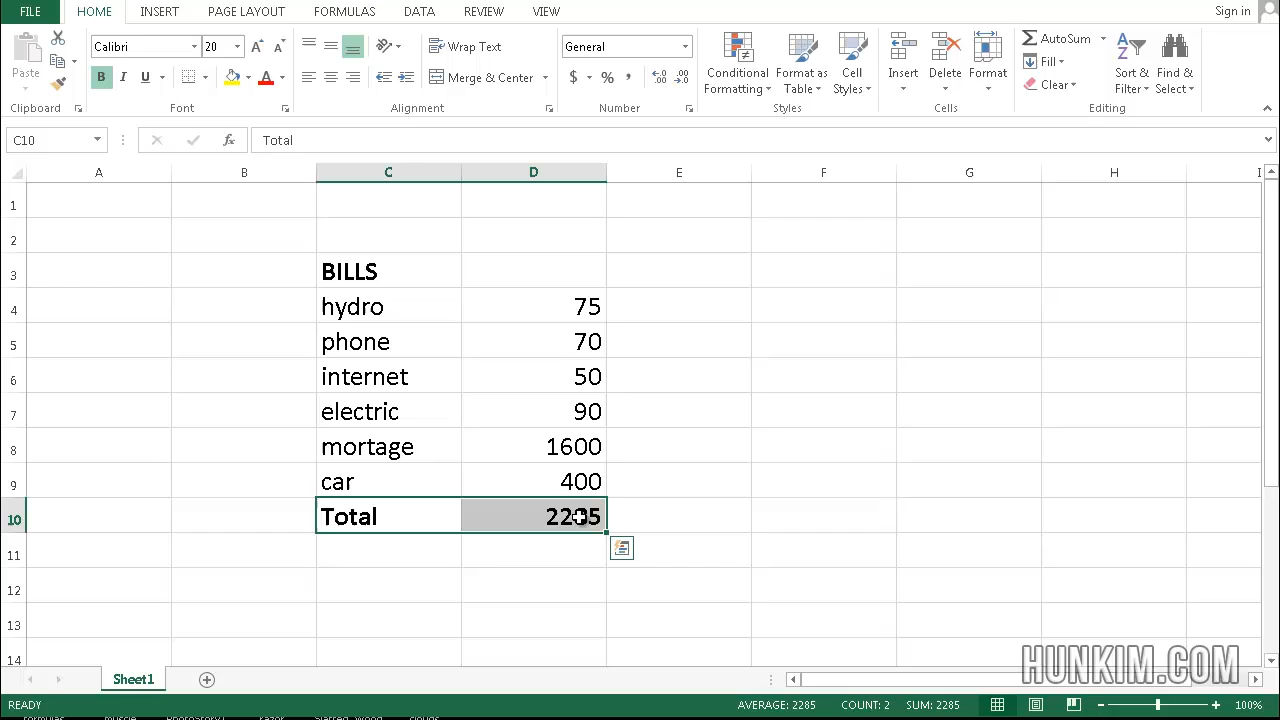 FILE HOME INSERT PAGE LAYOUT FORMULAS DATA REVIEW VIEW Sign in
Calibri 20 Wrap Text General AutoSum
Paste Conditional Format as Cell Insert Delete Format Fill Sort & Find &
B I U Merge & Center $ % , Formatting Table Styles Clear Filter Select
Clipboard Font Alignment Number Styles Cells Editing
C10 fx Total
A B C D E F G H I
1
2
3 BILLS
4 hydro 75
5 phone 70
6 internet 50
7 electric 90
8 mortage 1600
9 car 400
10 Total
11
12
13
14
HUNKIM.COM
Sheet1
READY AVERAGE: 2285 COUNT: 2 SUM: 2285 100%